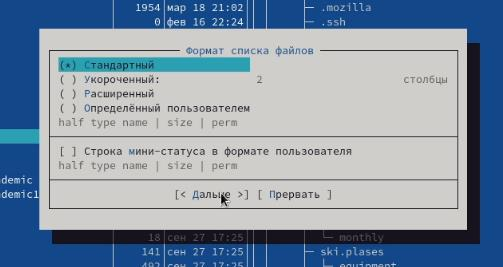 1954 мар 18 21:02 ─ .mozilla
0 фев 16 22:24 ─ .ssh
Формат списка файлов
(*) Стандартный
( ) Укороченный: 2 столбцы
( ) Расширенный
( ) Определённый пользователем
half type name | size | perm
[ ] Строка мини-статуса в формате пользователя
half type name | size | perm
demic
demic1
[< Дальше >] [ Прервать ]
18 сен 27 17:25 └─ monthly
141 сен 27 17:25 ─ ski.plases
492 сен 27 17:25 └─ equipment